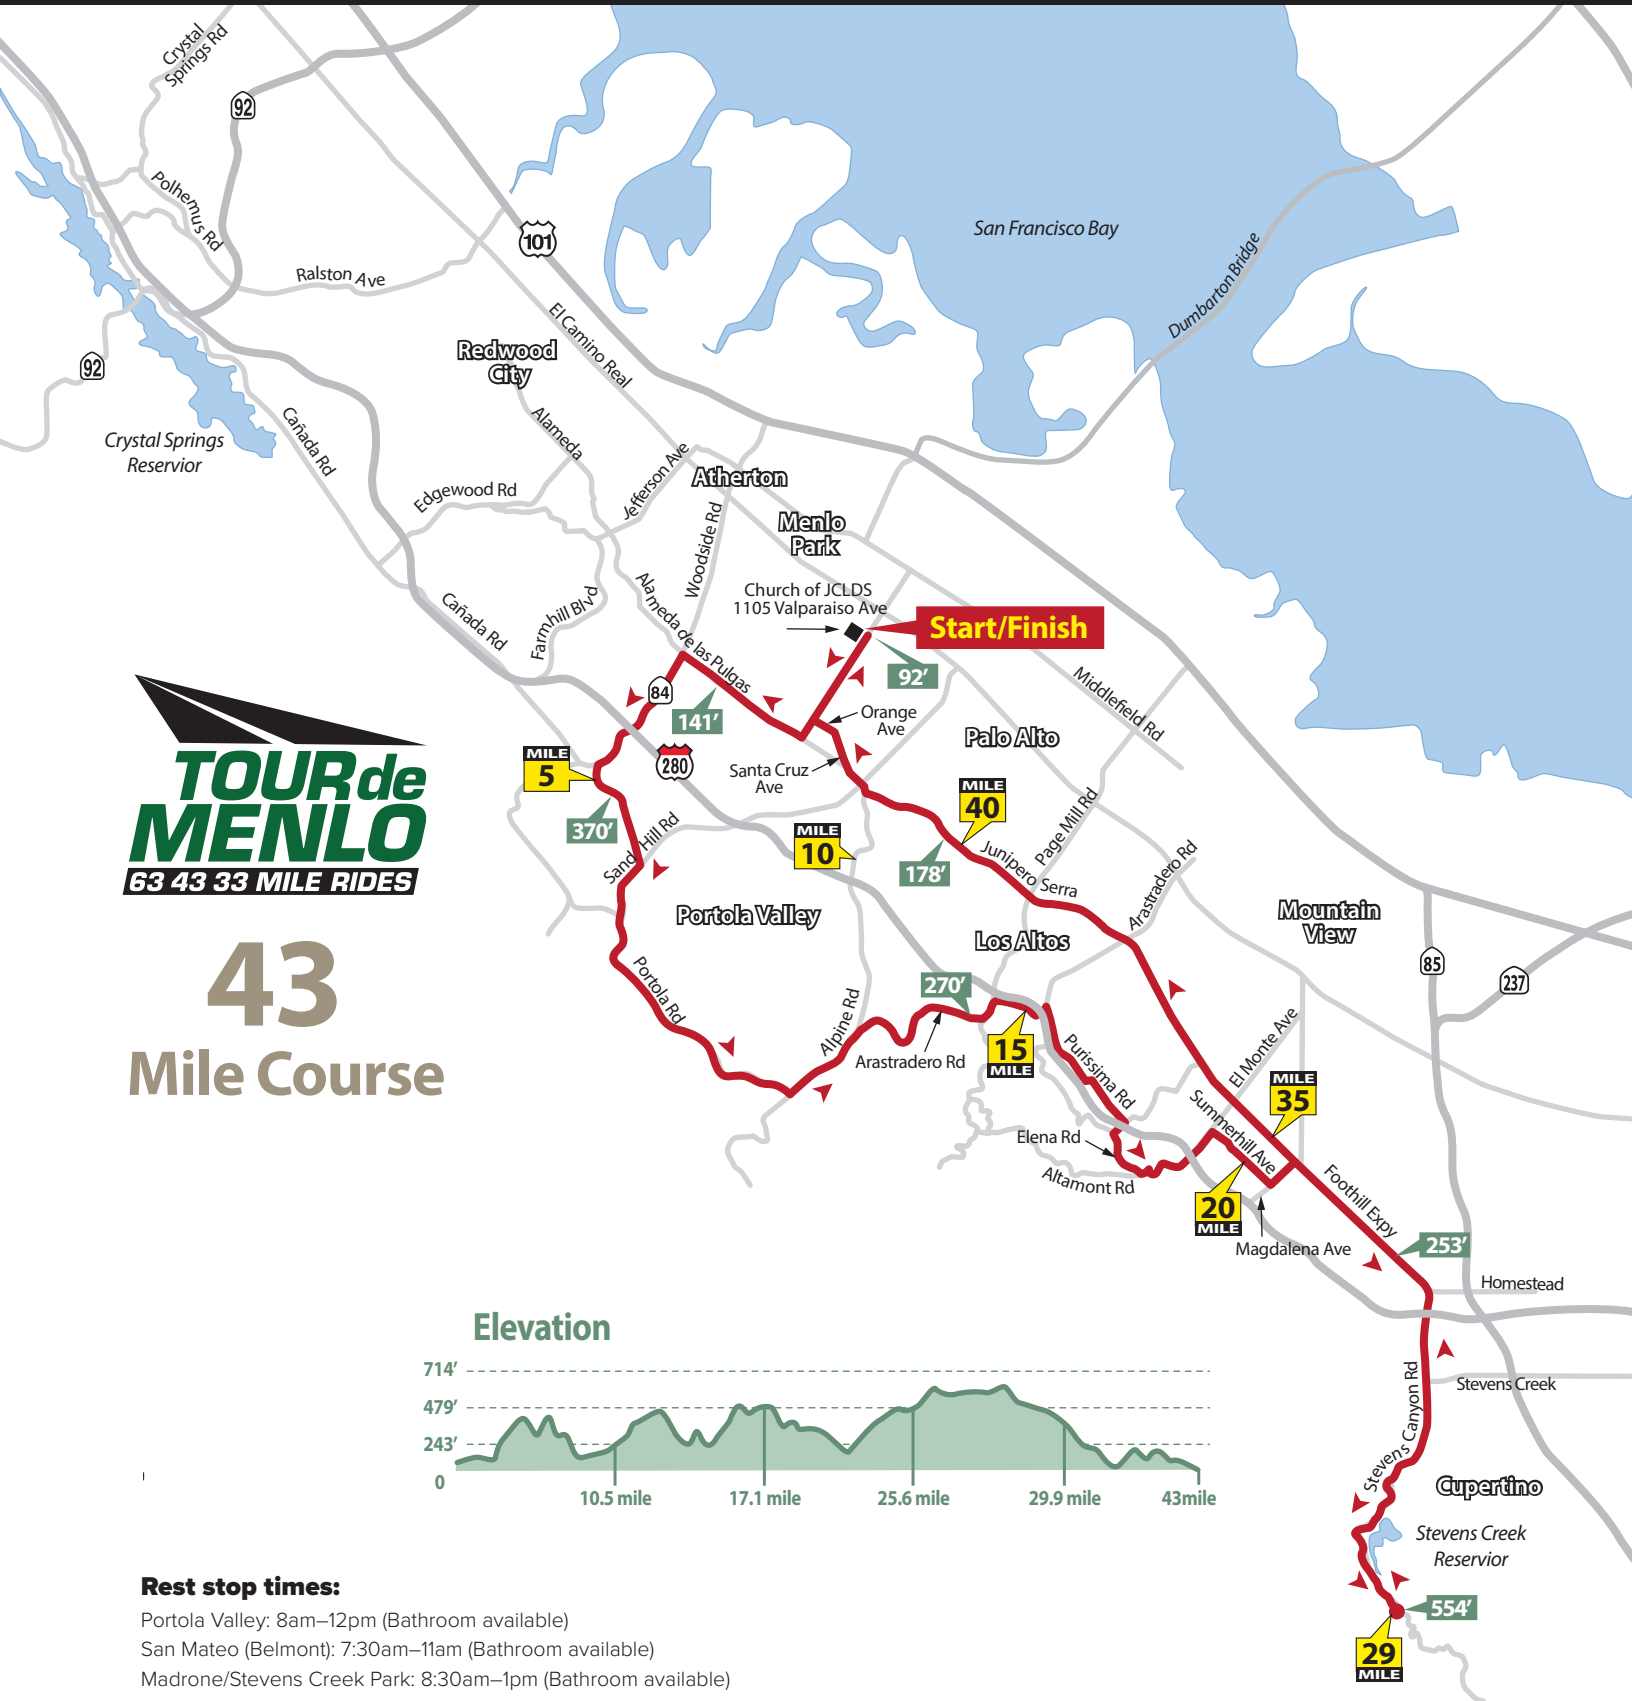 Crystal
Springs Rd
92
Polhemus Rd
Ralston Ave
101
San Francisco Bay
Dumbarton Bridge
El Camino Real
Redwood
City
92
Crystal Springs
Reservior
Cañada Rd
Alameda
Edgewood Rd
Jefferson Ave
Atherton
Woodside Rd
Menlo
Park
Church of JCLDS
1105 Valparaiso Ave
Start/Finish
92′
Cañada Rd
Farmhill Blvd
Alameda de las Pulgas
84
141′
Orange
Ave
Middlefield Rd
Palo Alto
280
Santa Cruz
Ave
MILE
5
370′
Sand Hill Rd
MILE
10
MILE
40
178′
Junipero Serra
Page Mill Rd
Arastradero Rd
TOUR de
MENLO
63 43 33 MILE RIDES
43
Mile Course
Portola Valley
Los Altos
Mountain
View
85
237
Portola Rd
Alpine Rd
270′
Arastradero Rd
15
MILE
Purissima Rd
El Monte Ave
MILE
35
Summerhill Ave
Elena Rd
Altamont Rd
20
MILE
Magdalena Ave
Foothill Expy
253′
Homestead
Stevens Creek
Stevens Canyon Rd
Cupertino
Stevens Creek
Reservior
554′
29
MILE
Elevation
714′
479′
243′
0
10.5 mile
17.1 mile
25.6 mile
29.9 mile
43mile
Rest stop times:
Portola Valley: 8am–12pm (Bathroom available)
San Mateo (Belmont): 7:30am–11am (Bathroom available)
Madrone/Stevens Creek Park: 8:30am–1pm (Bathroom available)